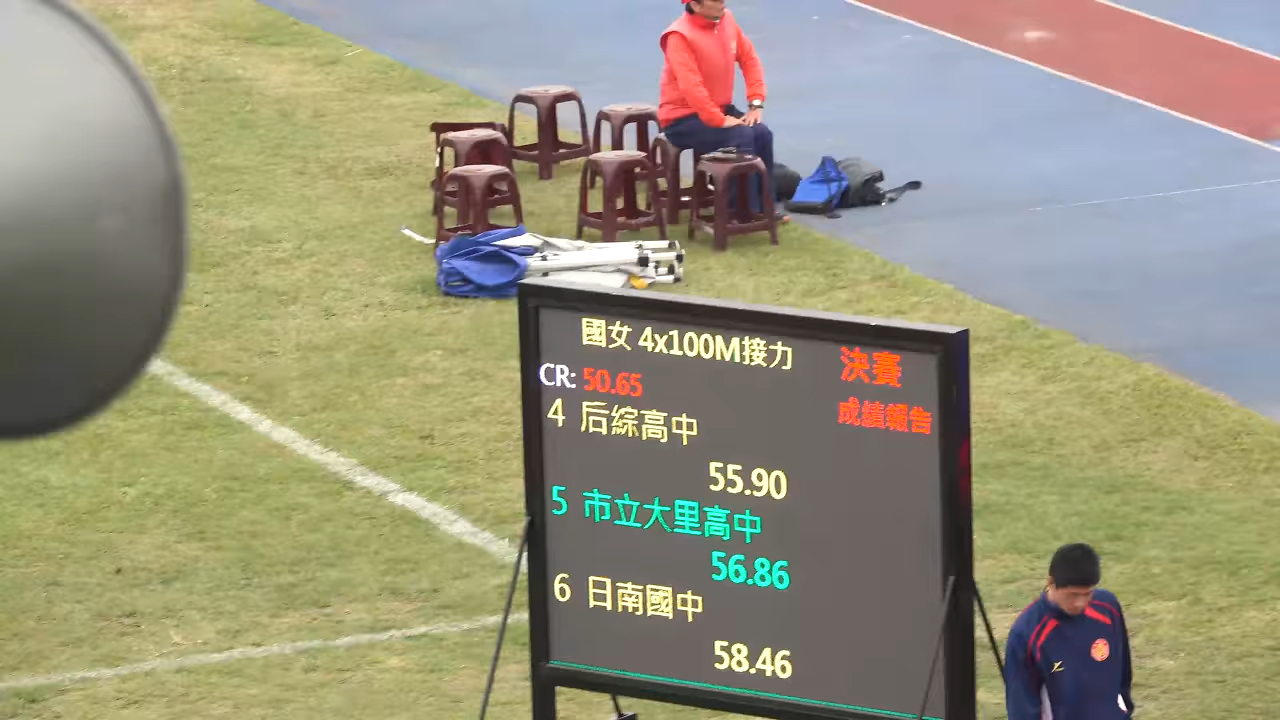 國女 4x100M接力 決賽
CR: 50.65 成績報告
4 后綜高中
55.90
5 市立大里高中
56.86
6 日南國中
58.46